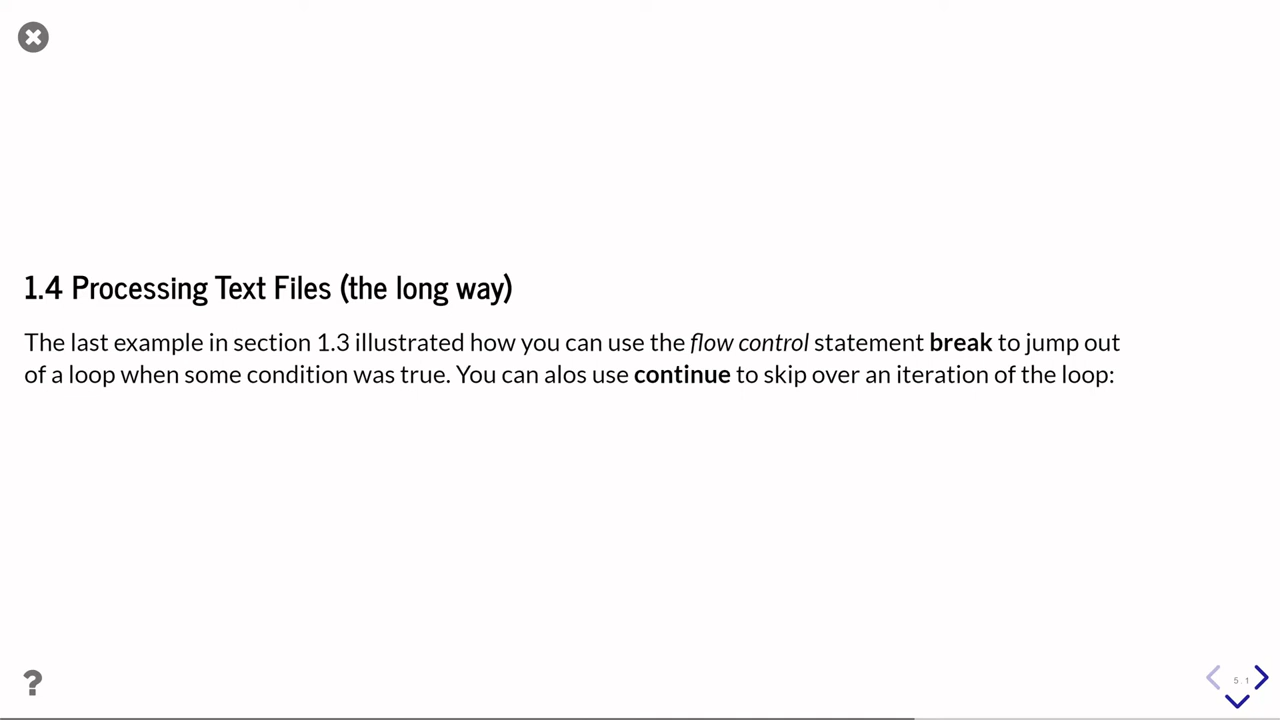 1.4 Processing Text Files (the long way)
The last example in section 1.3 illustrated how you can use the flow control statement break to jump out
of a loop when some condition was true. You can alos use continue to skip over an iteration of the loop:
?
5.1